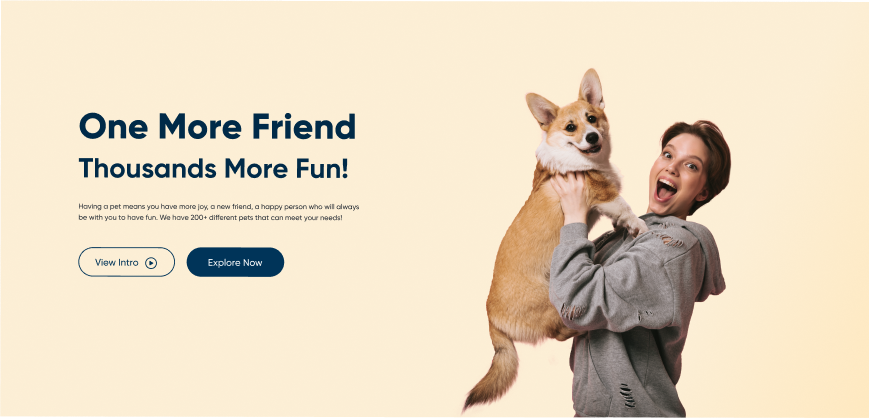 One More Friend
Thousands More Fun!
Having a pet means you have more joy, a new friend, a happy person who will always
be with you to have fun. We have 200+ different pets that can meet your needs!
View Intro
Explore Now